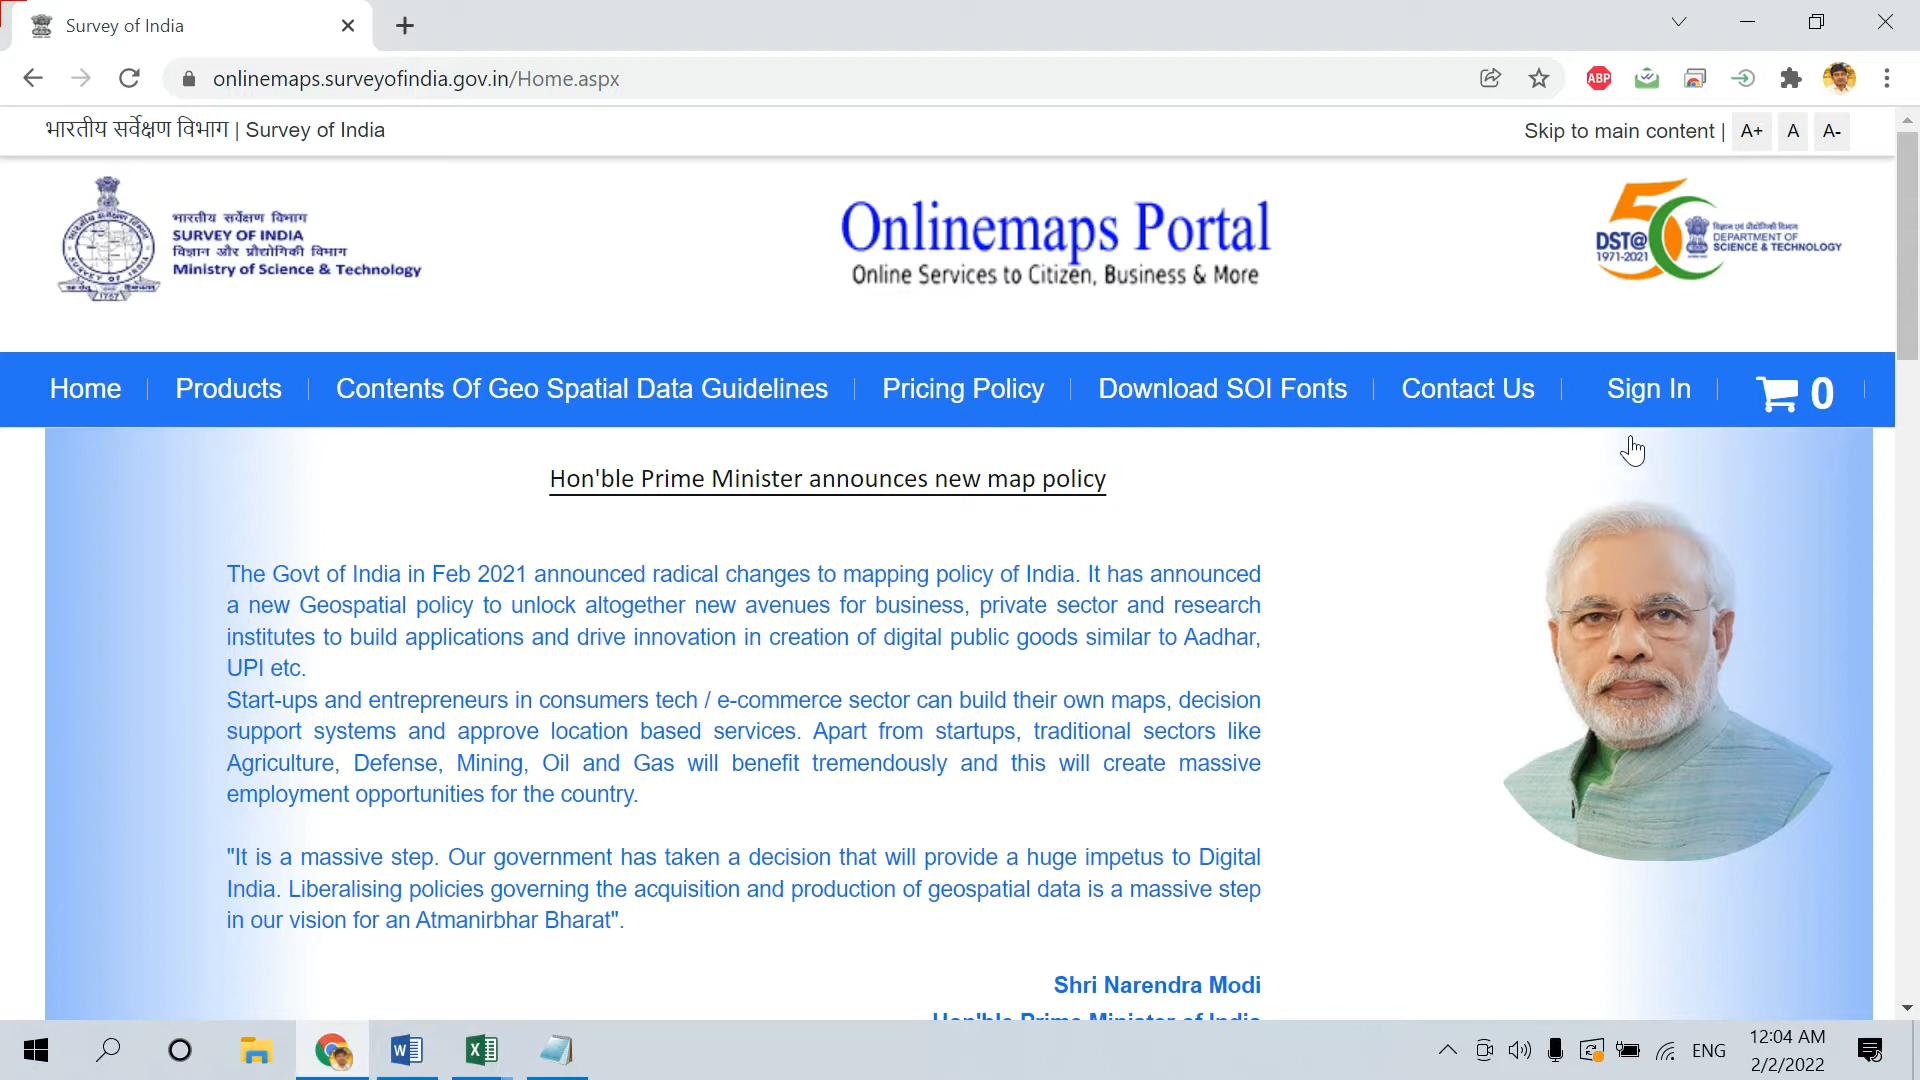 Survey of India
onlinemaps.surveyofindia.gov.in/Home.aspx
ABP
भारतीय सर्वेक्षण विभाग | Survey of India
Skip to main content | A+ A A-
भारतीय सर्वेक्षण विभाग
SURVEY OF INDIA
विज्ञान और प्रौद्योगिकी विभाग
Ministry of Science & Technology
Onlinemaps Portal
Online Services to Citizen, Business & More
50
DST@
1971-2021
विज्ञान एवं प्रौद्योगिकी विभाग
DEPARTMENT OF
SCIENCE & TECHNOLOGY
Home | Products | Contents Of Geo Spatial Data Guidelines | Pricing Policy | Download SOI Fonts | Contact Us | Sign In | 0 |
Hon'ble Prime Minister announces new map policy
The Govt of India in Feb 2021 announced radical changes to mapping policy of India. It has announced
a new Geospatial policy to unlock altogether new avenues for business, private sector and research
institutes to build applications and drive innovation in creation of digital public goods similar to Aadhar,
UPI etc.
Start-ups and entrepreneurs in consumers tech / e-commerce sector can build their own maps, decision
support systems and approve location based services. Apart from startups, traditional sectors like
Agriculture, Defense, Mining, Oil and Gas will benefit tremendously and this will create massive
employment opportunities for the country.
"It is a massive step. Our government has taken a decision that will provide a huge impetus to Digital
India. Liberalising policies governing the acquisition and production of geospatial data is a massive step
in our vision for an Atmanirbhar Bharat".
Shri Narendra Modi
Hon'ble Prime Minister of India
ENG
12:04 AM
2/2/2022